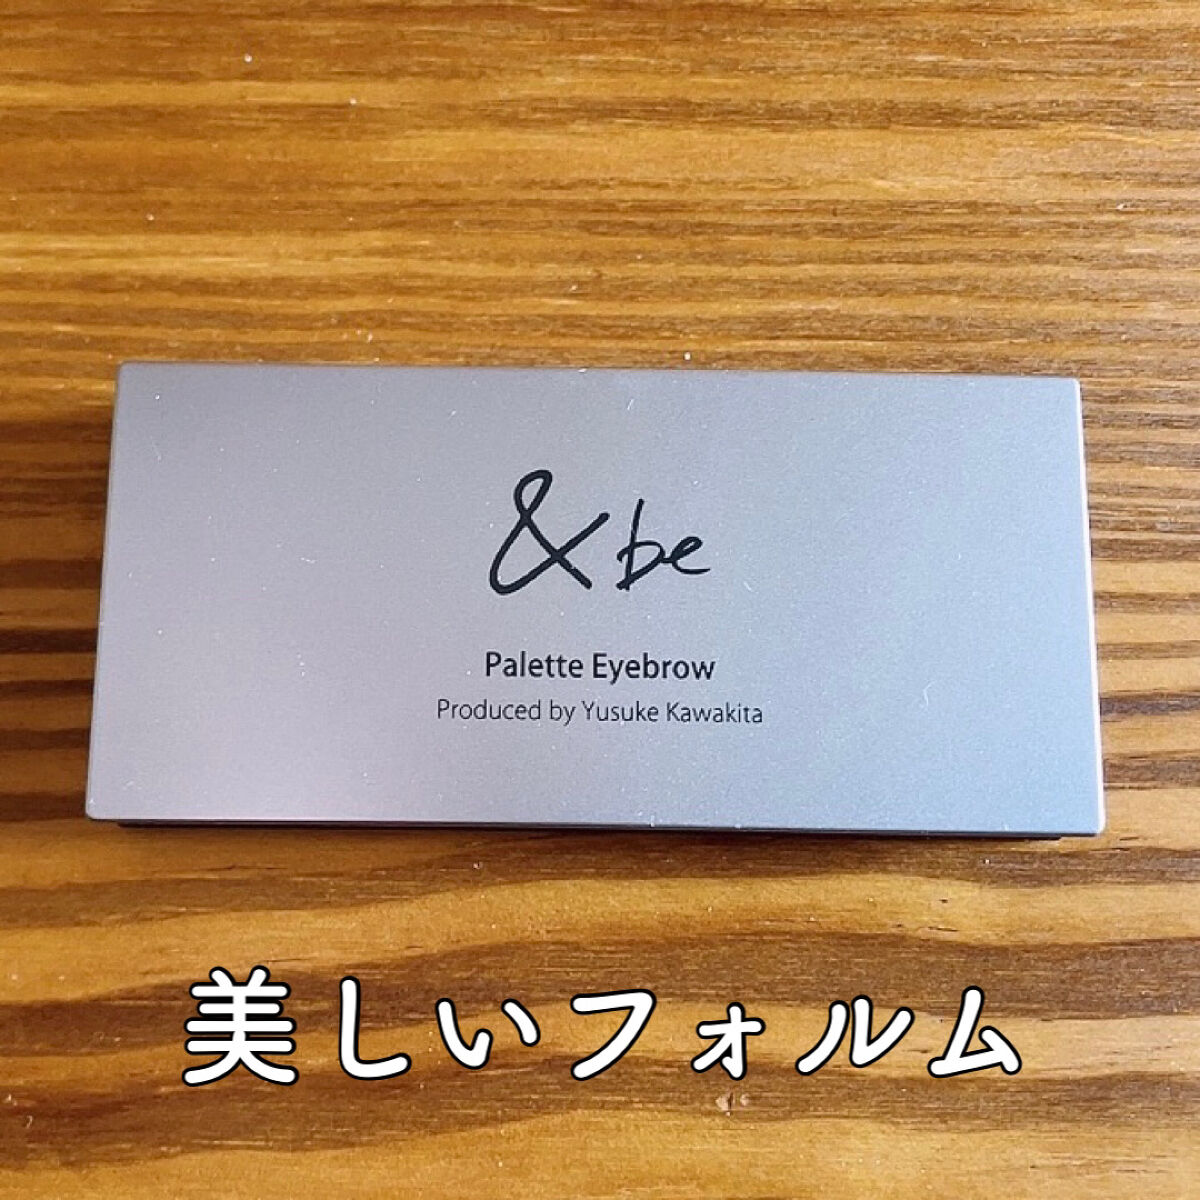 &be
Palette Eyebrow
Produced by Yusuke Kawakita
美しいフォルム